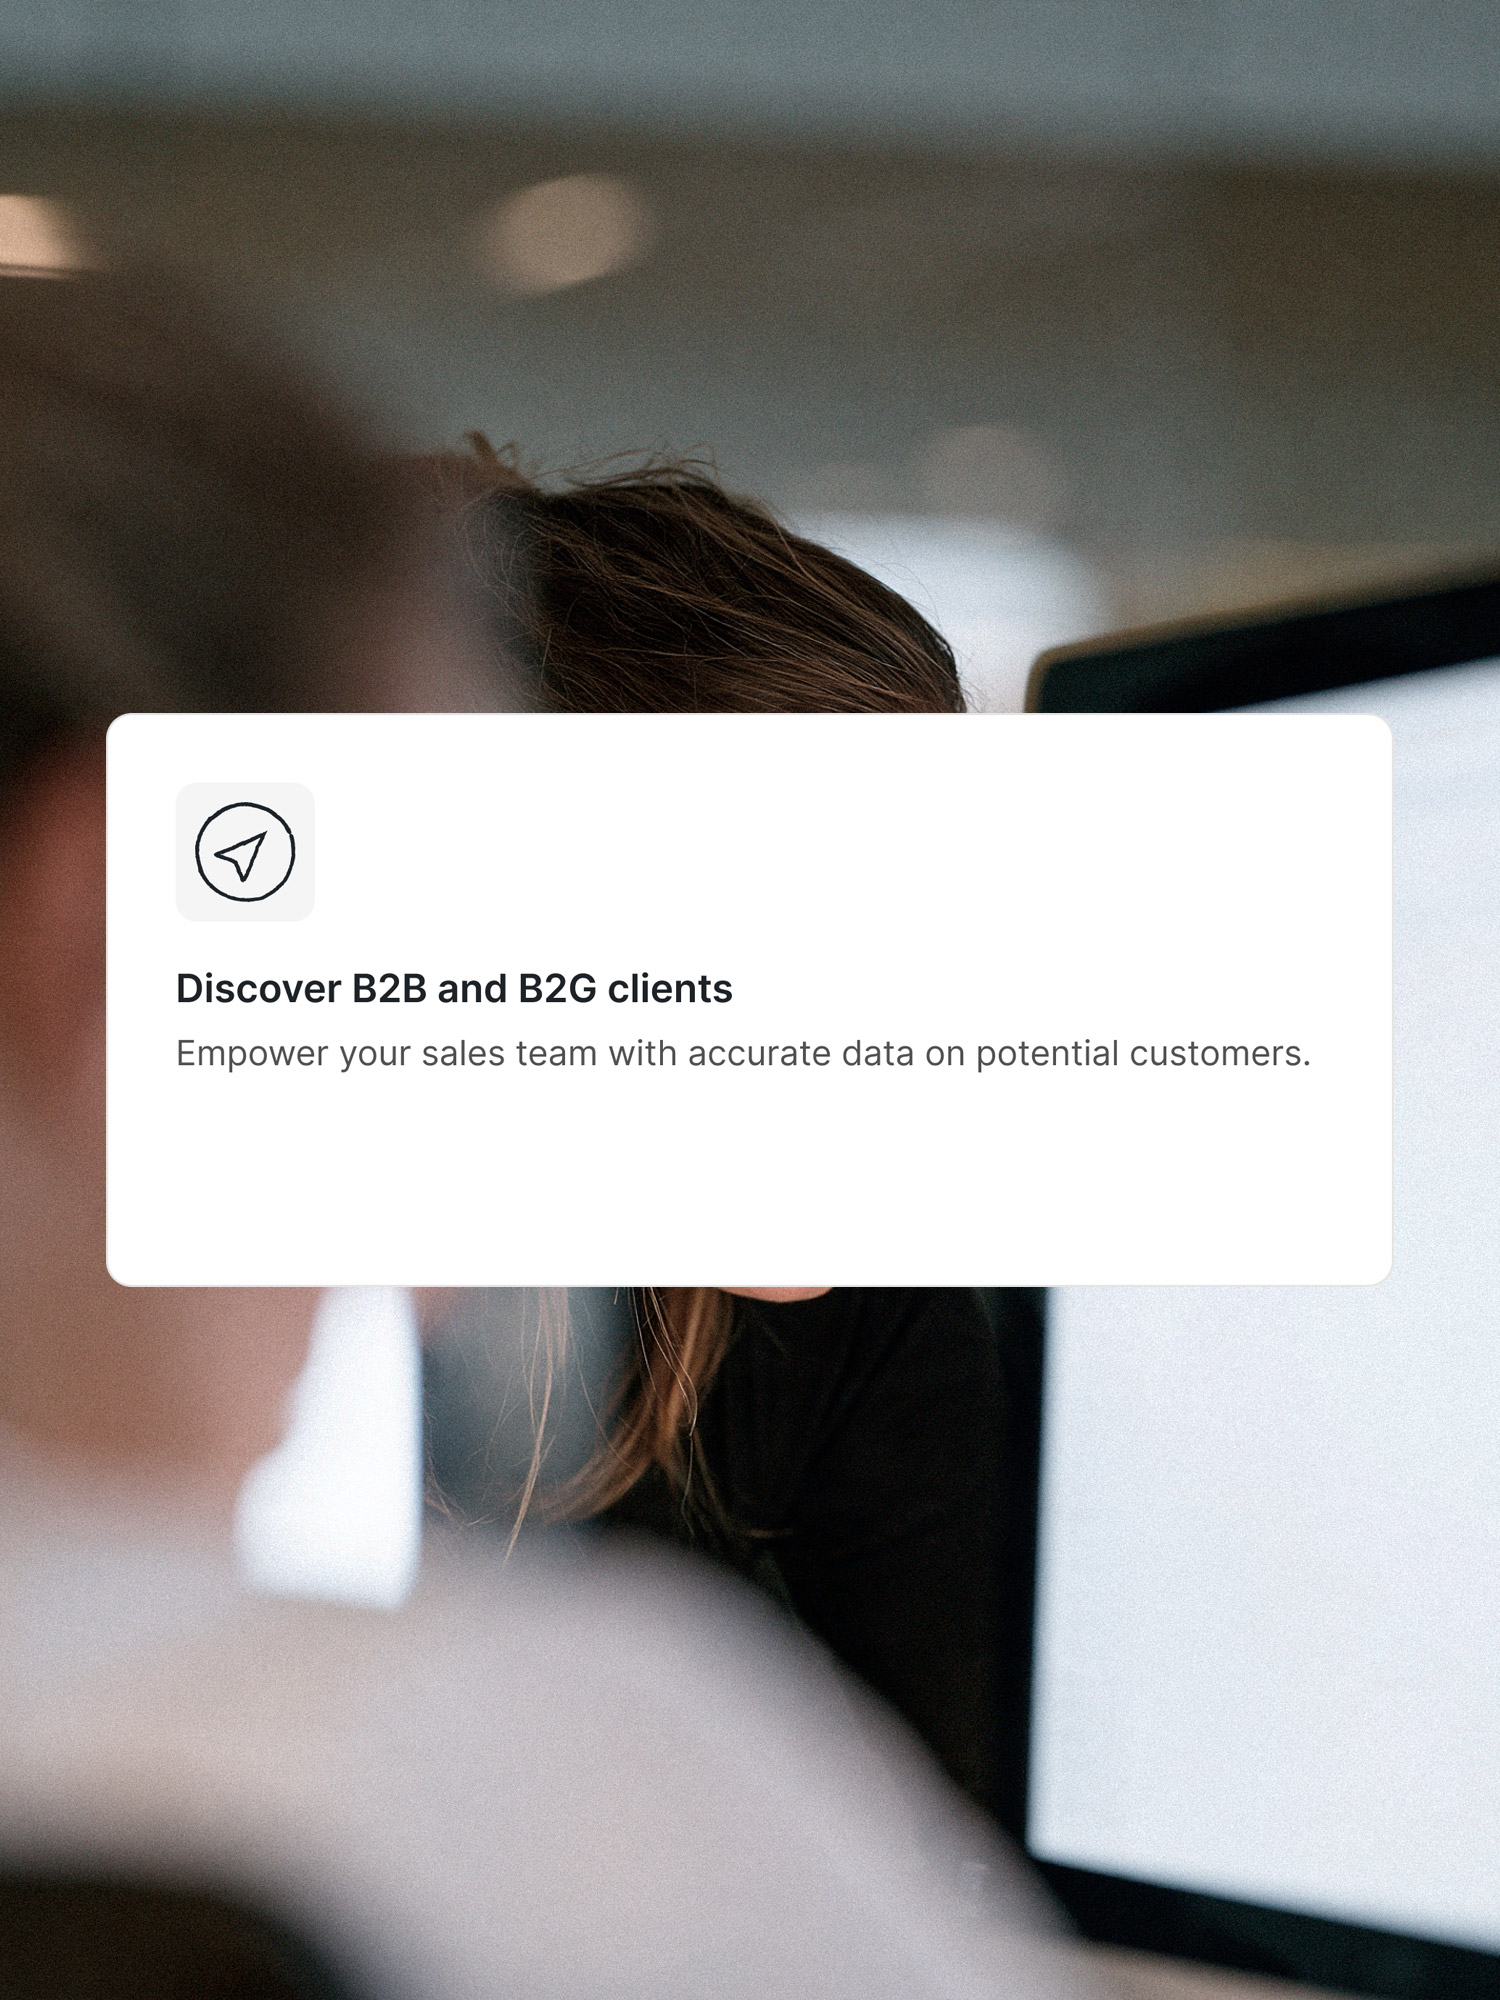 Discover B2B and B2G clients
Empower your sales team with accurate data on potential customers.